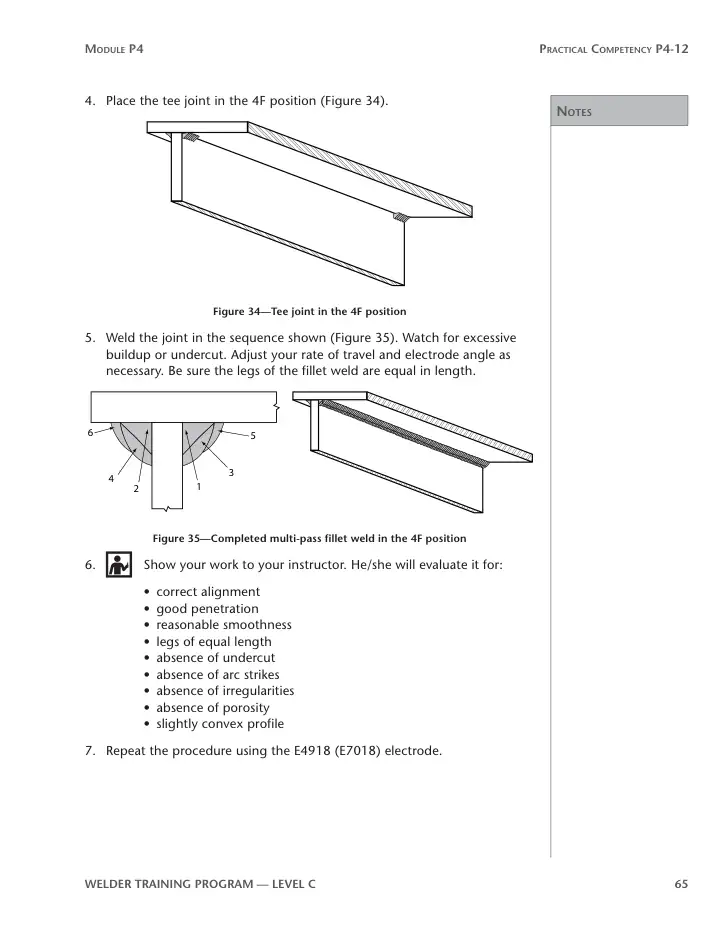 MODULE P4
PRACTICAL COMPETENCY P4-12
NOTES
4. Place the tee joint in the 4F position (Figure 34).
Figure 34—Tee joint in the 4F position
5. Weld the joint in the sequence shown (Figure 35). Watch for excessive
buildup or undercut. Adjust your rate of travel and electrode angle as
necessary. Be sure the legs of the fillet weld are equal in length.
6
5
4
3
2
1
Figure 35—Completed multi-pass fillet weld in the 4F position
6. Show your work to your instructor. He/she will evaluate it for:
• correct alignment
• good penetration
• reasonable smoothness
• legs of equal length
• absence of undercut
• absence of arc strikes
• absence of irregularities
• absence of porosity
• slightly convex profile
7. Repeat the procedure using the E4918 (E7018) electrode.
WELDER TRAINING PROGRAM — LEVEL C
65